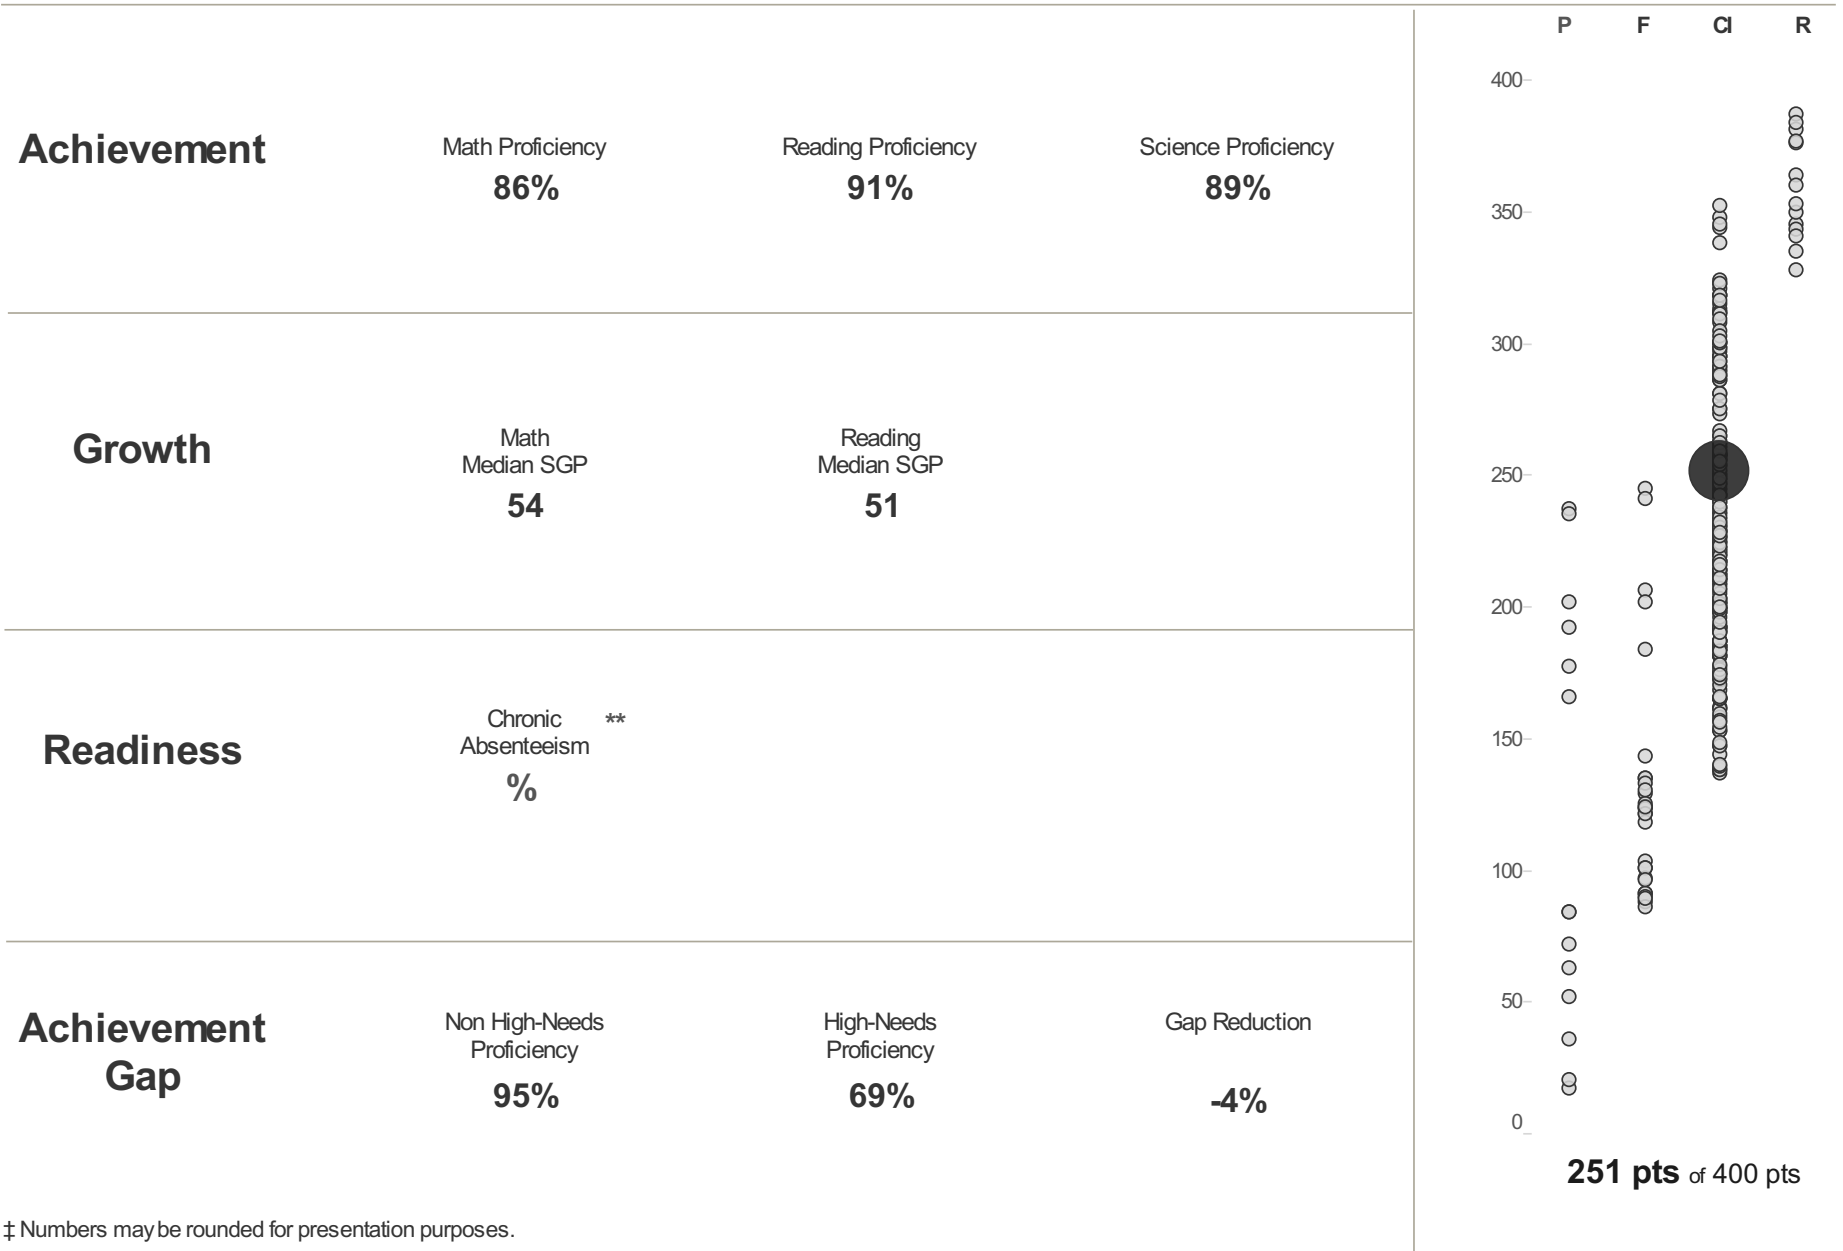 Achievement
Math Proficiency
86%
Reading Proficiency
91%
Science Proficiency
89%
Growth
Math
Median SGP
54
Reading
Median SGP
51
Readiness
Chronic **
Absenteeism
%
Achievement
Gap
Non High-Needs
Proficiency
95%
High-Needs
Proficiency
69%
Gap Reduction
-4%
P F CI R
400
350
300
250
200
150
100
50
0
251 pts of 400 pts
‡ Numbers may be rounded for presentation purposes.